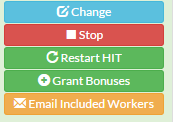 Change
Stop
Restart HIT
Grant Bonuses
Email Included Workers